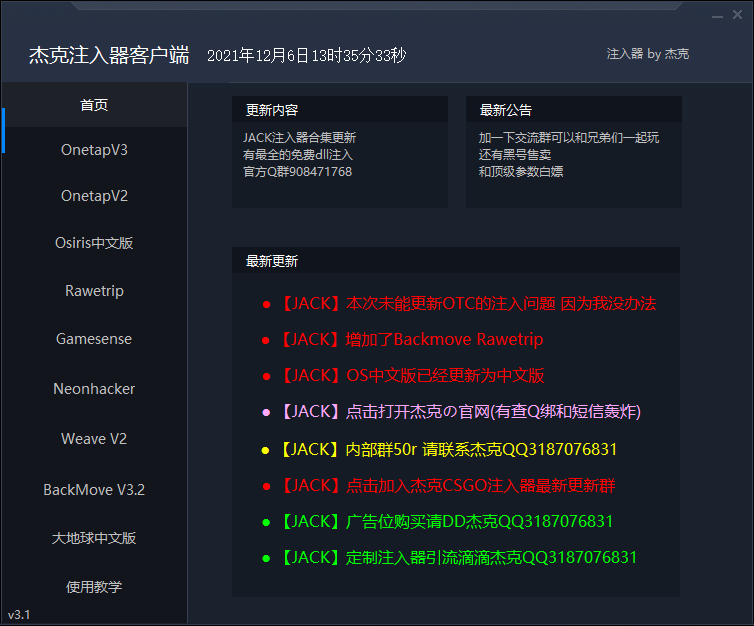 杰克注入器客户端
2021年12月6日13时35分33秒
注入器 by 杰克
首页
OnetapV3
OnetapV2
Osiris中文版
Rawetrip
Gamesense
Neonhacker
Weave V2
BackMove V3.2
大地球中文版
使用教学
v3.1
更新内容
JACK注入器合集更新
有最全的免费dll注入
官方Q群908471768
最新公告
加一下交流群可以和兄弟们一起玩
还有黑号售卖
和顶级参数白嫖
最新更新
● 【JACK】本次未能更新OTC的注入问题 因为我没办法
● 【JACK】增加了Backmove Rawetrip
● 【JACK】OS中文版已经更新为中文版
● 【JACK】点击打开杰克の官网(有查Q绑和短信轰炸)
● 【JACK】内部群50r 请联系杰克QQ3187076831
● 【JACK】点击加入杰克CSGO注入器最新更新群
● 【JACK】广告位购买请DD杰克QQ3187076831
● 【JACK】定制注入器引流滴滴杰克QQ3187076831